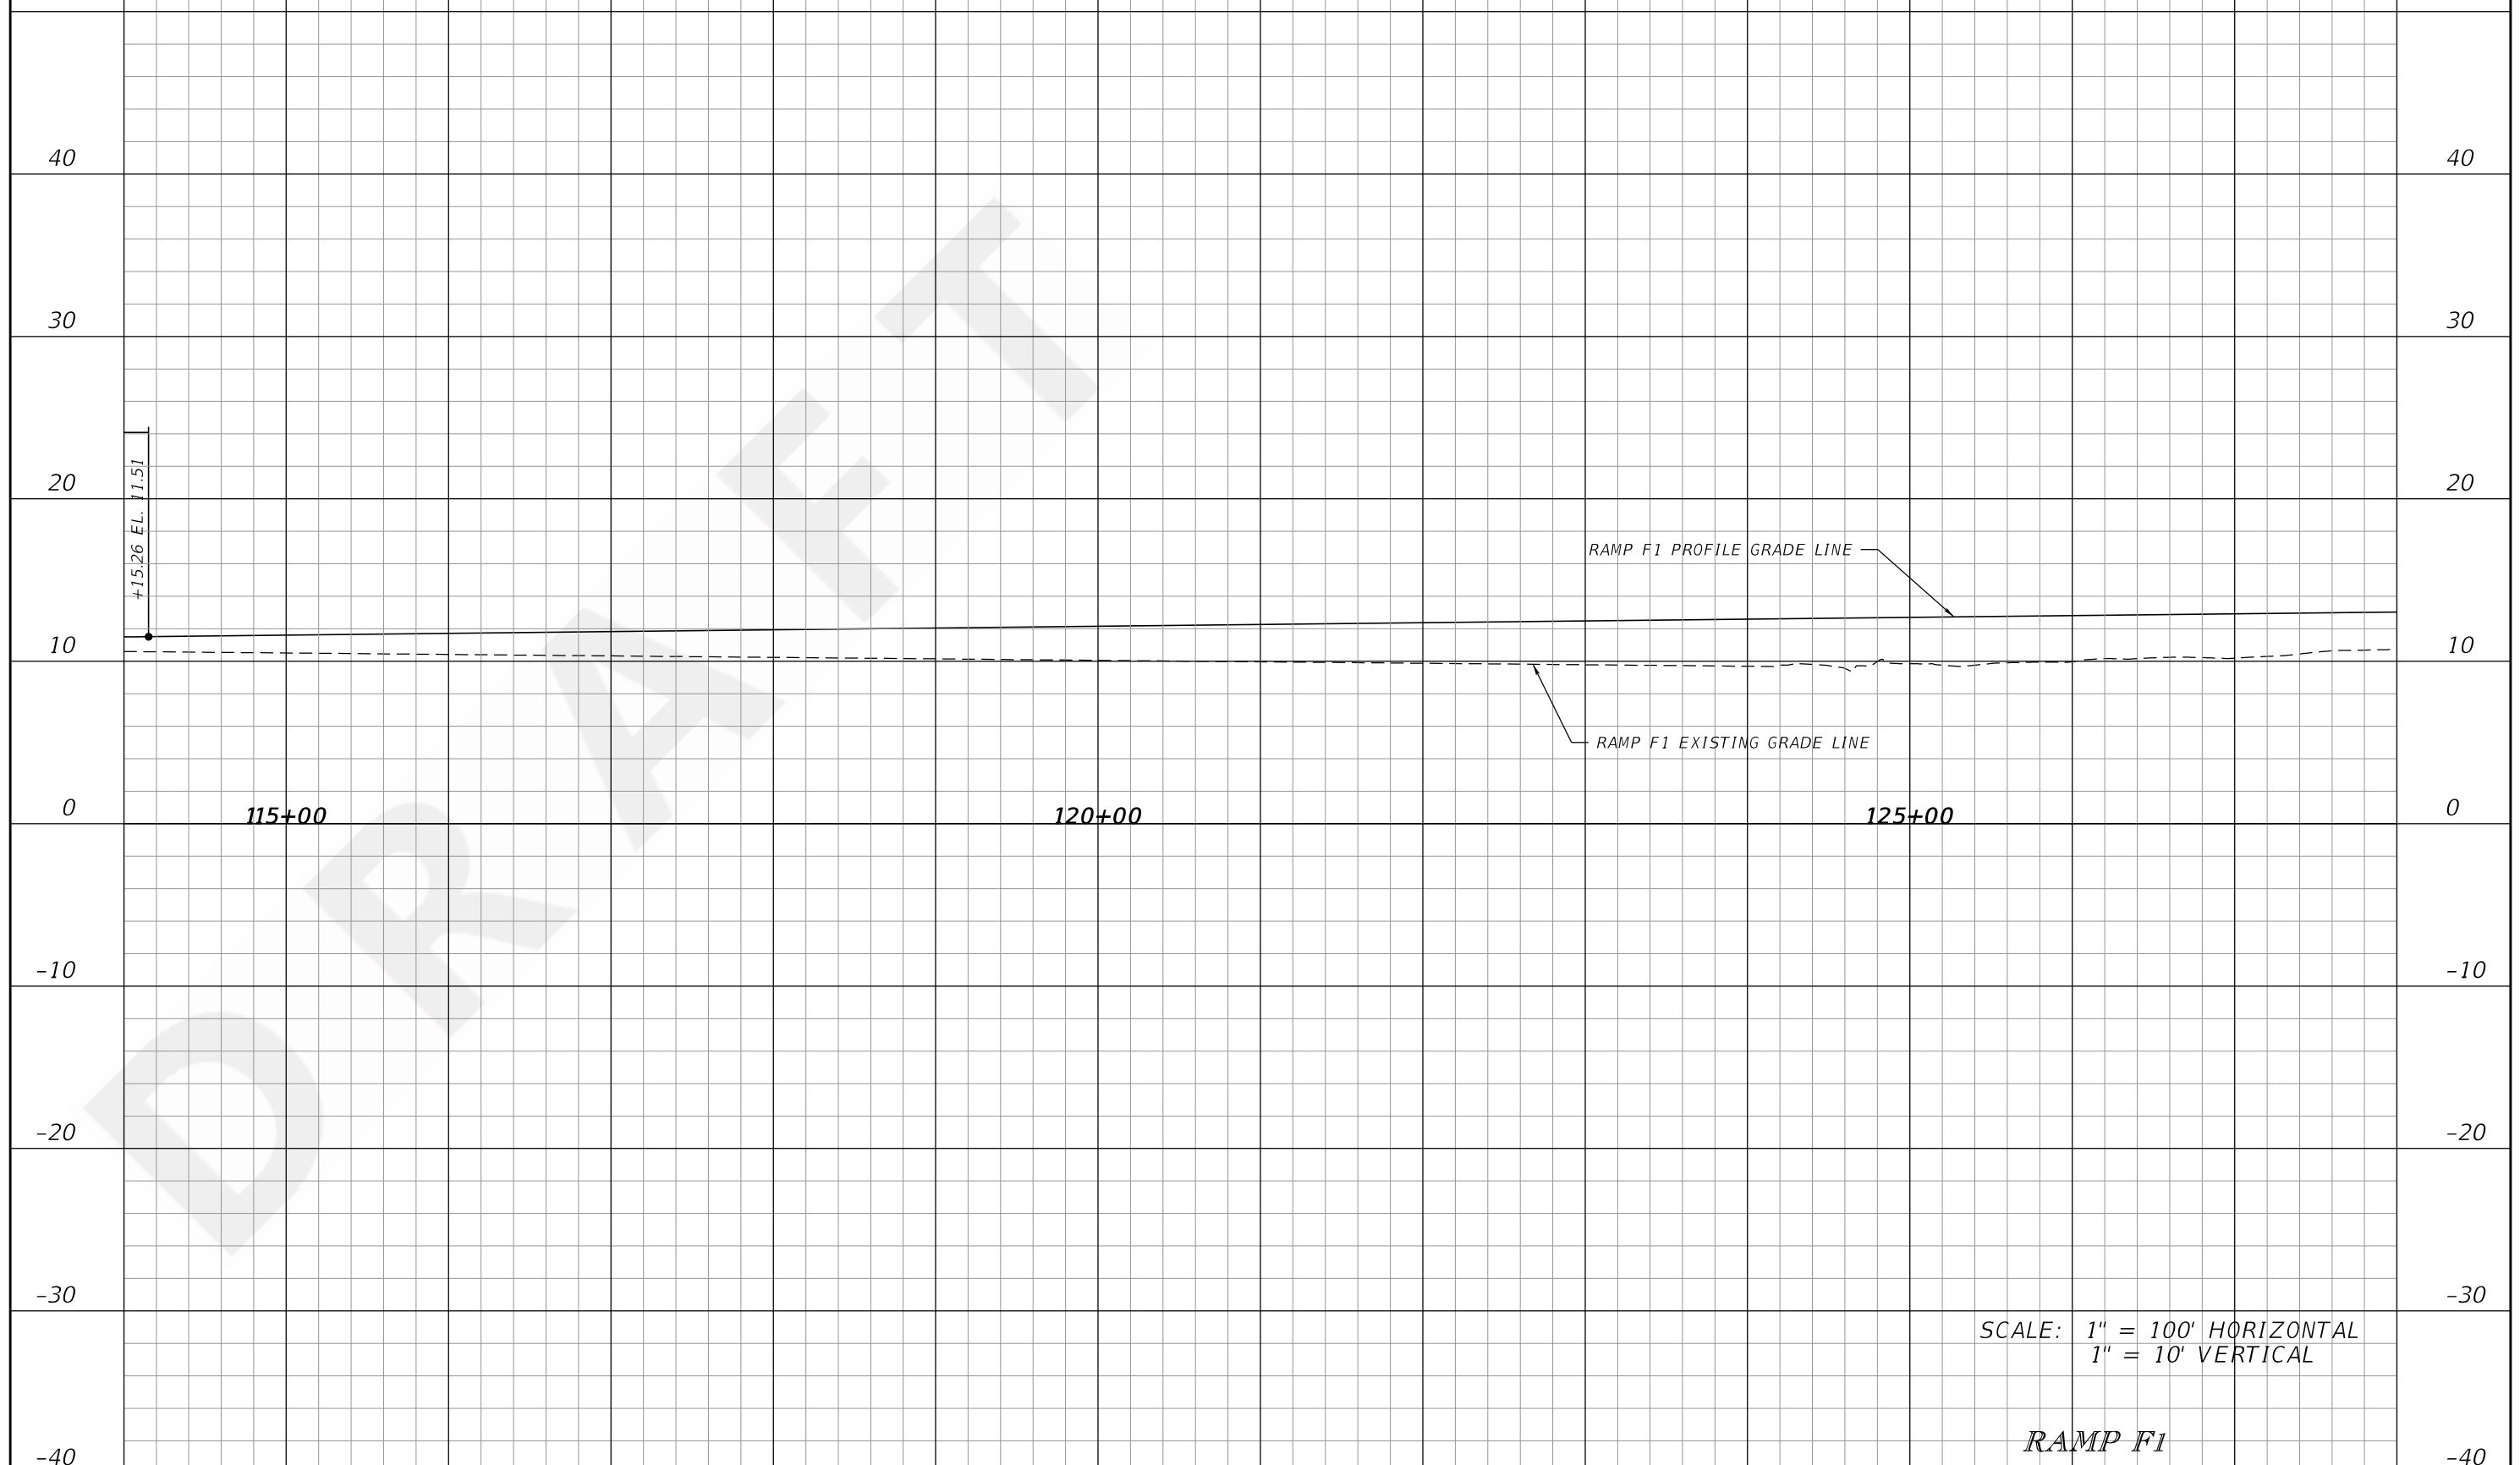 40 40
30 30
20 20
+15.26 EL. 11.51
RAMP F1 PROFILE GRADE LINE
10 10
RAMP F1 EXISTING GRADE LINE
0 0
115+00 120+00 125+00
-10 -10
-20 -20
-30 -30
SCALE: 1" = 100' HORIZONTAL
1" = 10' VERTICAL
RAMP F1
-40 -40
DRAFT